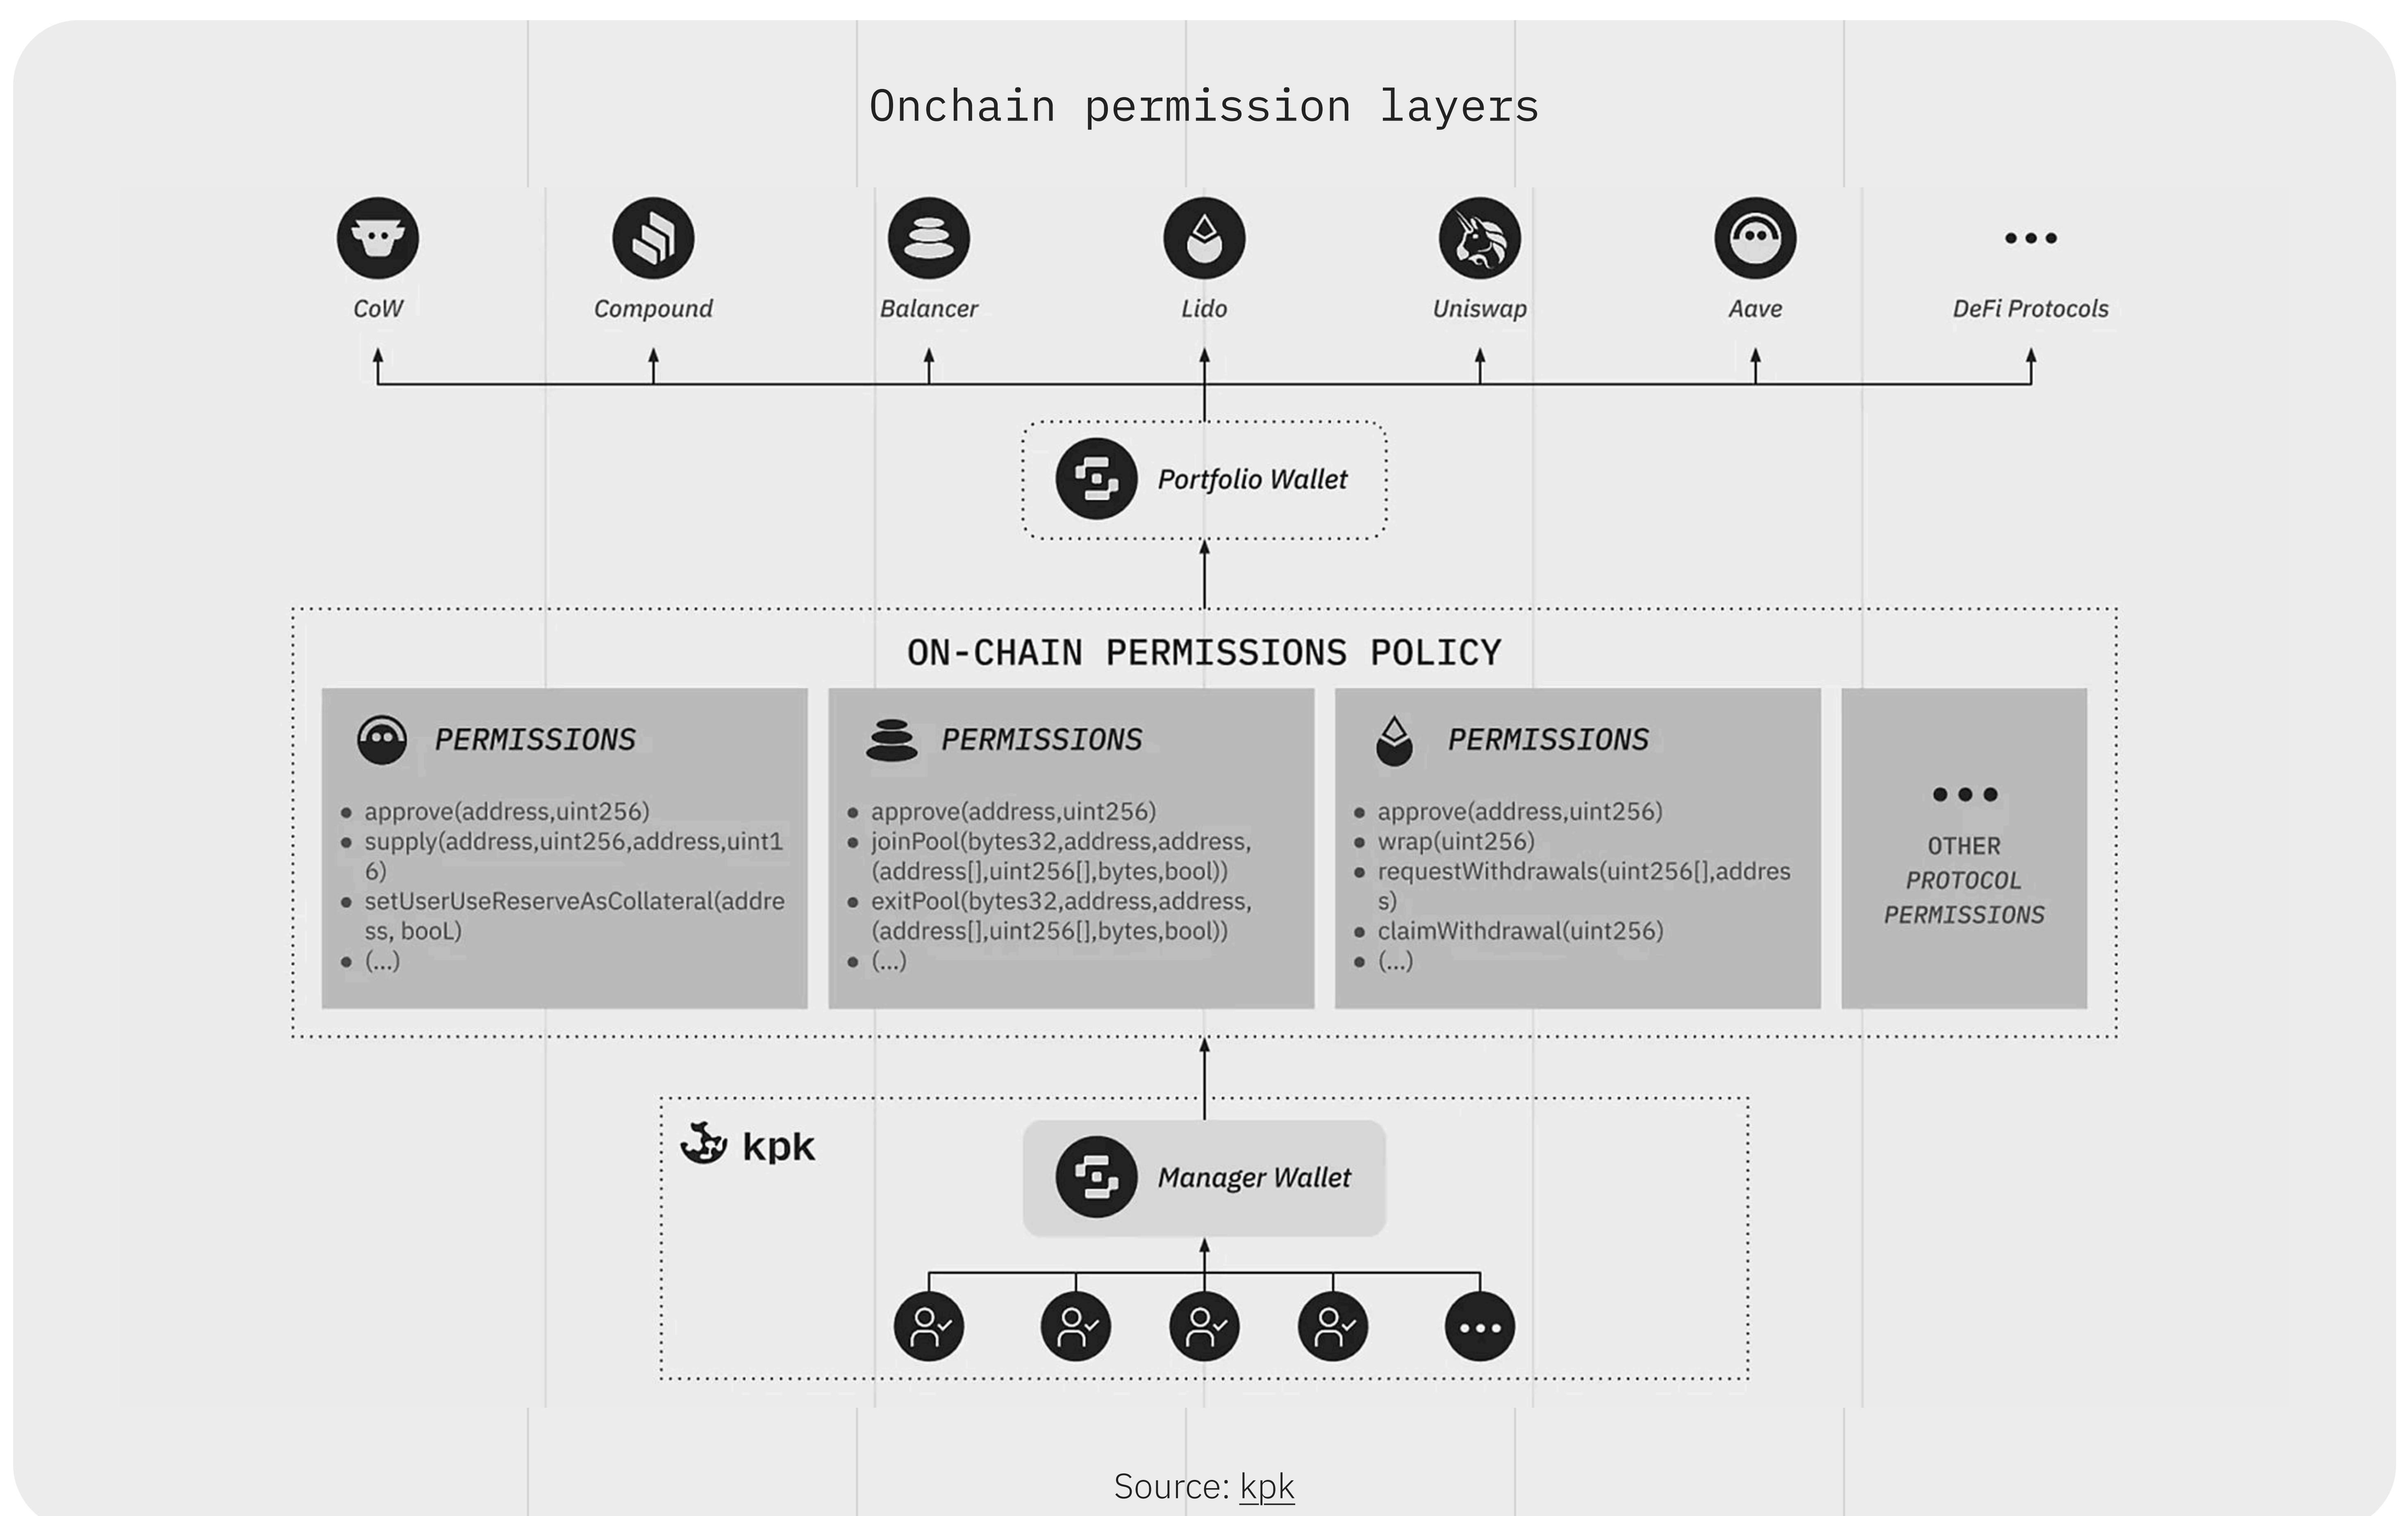 Onchain permission layers
CoW Compound Balancer Lido Uniswap Aave DeFi Protocols
Portfolio Wallet
ON-CHAIN PERMISSIONS POLICY
PERMISSIONS
approve(address,uint256)
supply(address,uint256,address,uint1
6)
setUserUseReserveAsCollateral(addre
ss, booL)
(...)
PERMISSIONS
approve(address,uint256)
joinPool(bytes32,address,address,
(address[],uint256[],bytes,bool))
exitPool(bytes32,address,address,
(address[],uint256[],bytes,bool))
(...)
PERMISSIONS
approve(address,uint256)
wrap(uint256)
requestWithdrawals(uint256[],addres
s)
claimWithdrawal(uint256)
(...)
OTHER
PROTOCOL
PERMISSIONS
kpk
Manager Wallet
Source: kpk